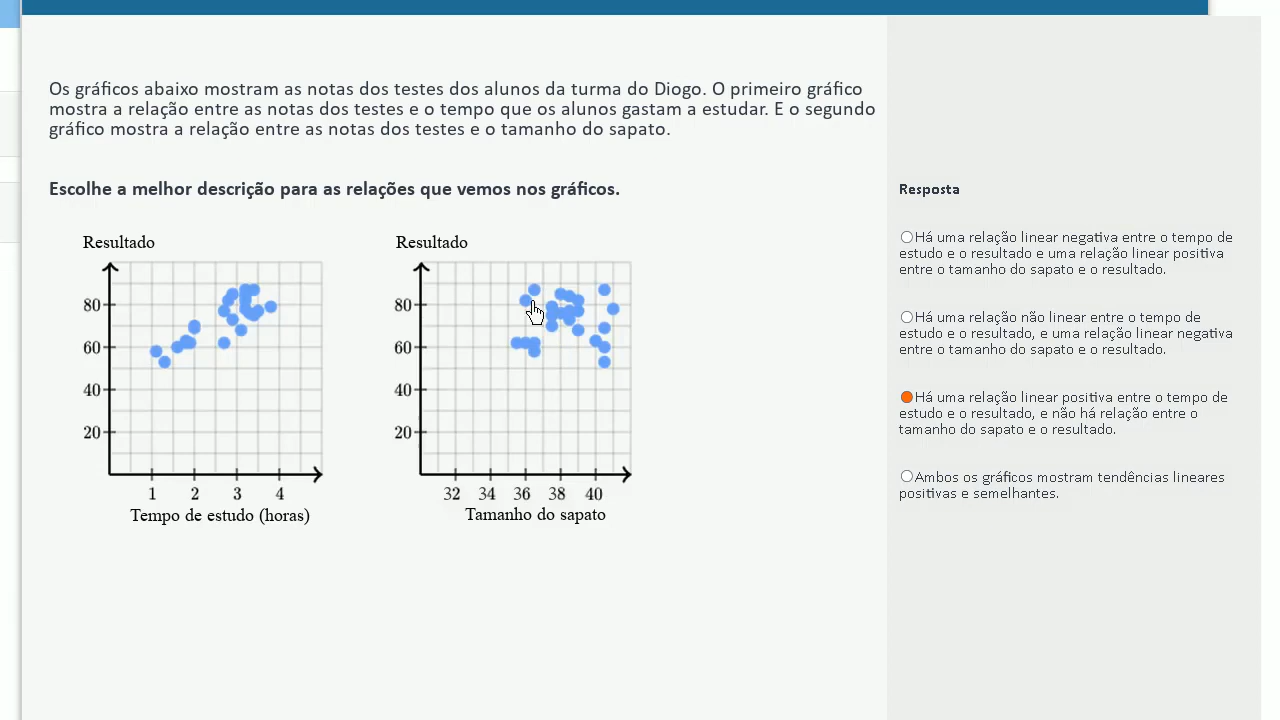 Os gráficos abaixo mostram as notas dos testes dos alunos da turma do Diogo. O primeiro gráfico
mostra a relação entre as notas dos testes e o tempo que os alunos gastam a estudar. E o segundo
gráfico mostra a relação entre as notas dos testes e o tamanho do sapato.
Escolhe a melhor descrição para as relações que vemos nos gráficos.
Resultado
80
60
40
20
1 2 3 4
Tempo de estudo (horas)
Resultado
80
60
40
20
32 34 36 38 40
Tamanho do sapato
Resposta
Há uma relação linear negativa entre o tempo de
estudo e o resultado e uma relação linear positiva
entre o tamanho do sapato e o resultado.
Há uma relação não linear entre o tempo de
estudo e o resultado, e uma relação linear negativa
entre o tamanho do sapato e o resultado.
Há uma relação linear positiva entre o tempo de
estudo e o resultado, e não há relação entre o
tamanho do sapato e o resultado.
Ambos os gráficos mostram tendências lineares
positivas e semelhantes.